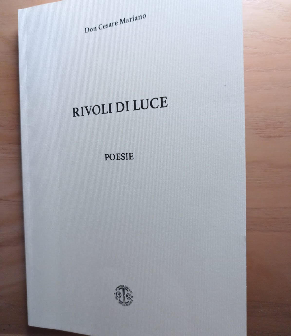 Don Cesare Mariano
RIVOLI DI LUCE
POESIE